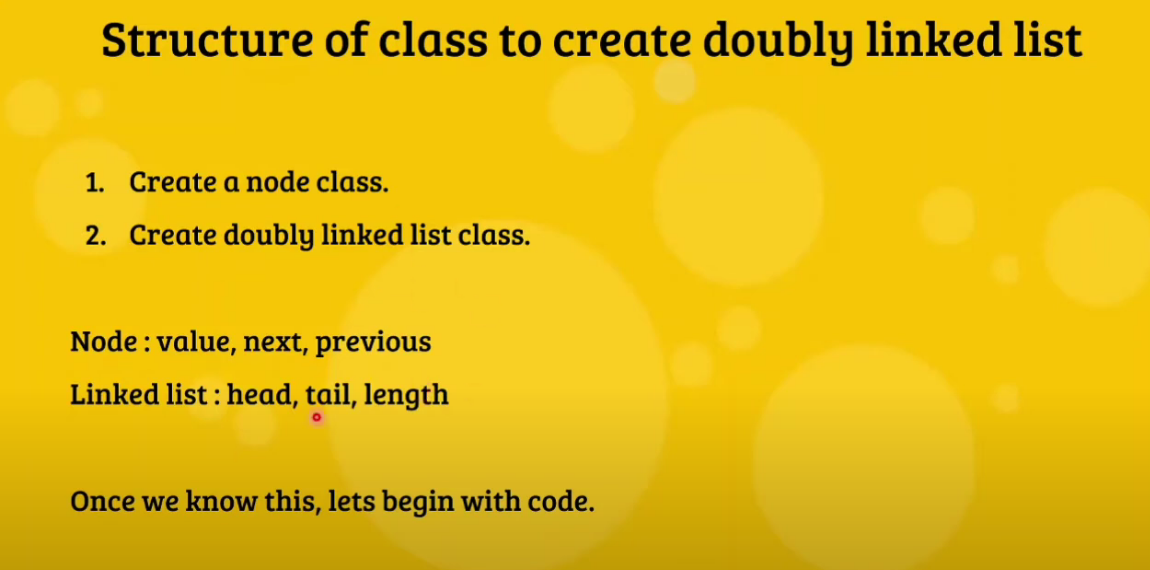 Structure of class to create doubly linked list
1. Create a node class.
2. Create doubly linked list class.
Node : value, next, previous
Linked list : head, tail, length
Once we know this, lets begin with code.